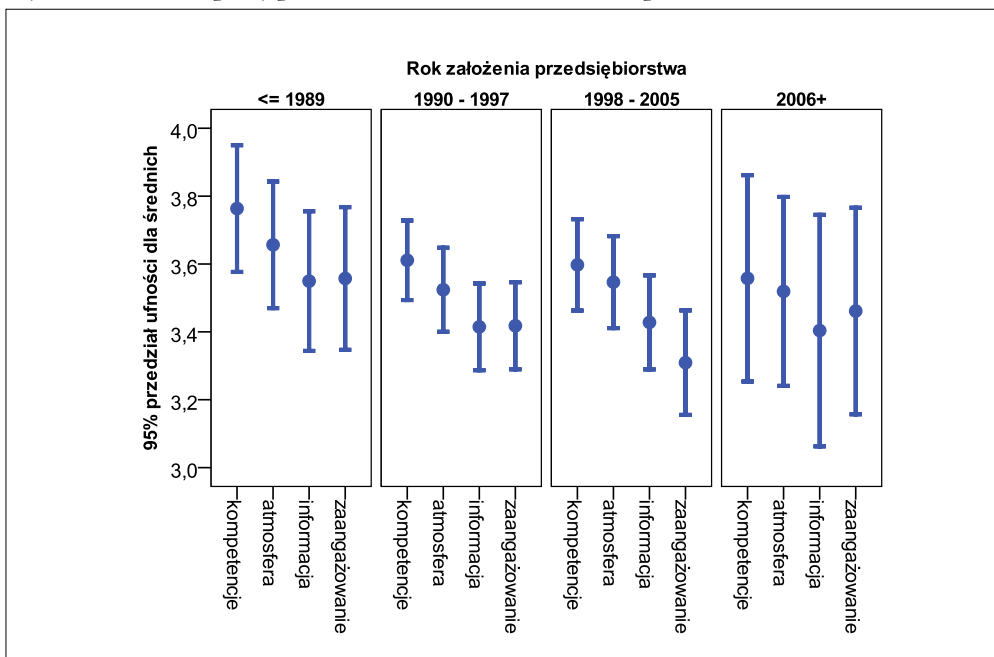 Rok założenia przedsiębiorstwa
<= 1989 1990 - 1997 1998 - 2005 2006+
95% przedział ufności dla średnich
4,0
3,8
3,6
3,4
3,2
3,0
kompetencje
atmosfera
informacja
zaangażowanie
kompetencje
atmosfera
informacja
zaangażowanie
kompetencje
atmosfera
informacja
zaangażowanie
kompetencje
atmosfera
informacja
zaangażowanie